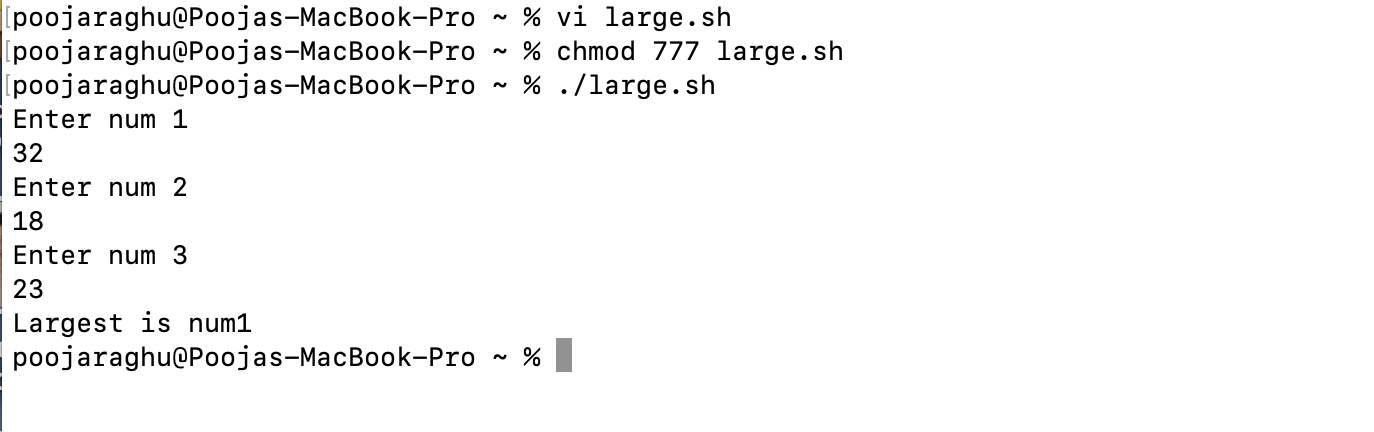 [poojaraghu@Poojas-MacBook-Pro ~ % vi large.sh
[poojaraghu@Poojas-MacBook-Pro ~ % chmod 777 large.sh
[poojaraghu@Poojas-MacBook-Pro ~ % ./large.sh
Enter num 1
32
Enter num 2
18
Enter num 3
23
Largest is num1
poojaraghu@Poojas-MacBook-Pro ~ %